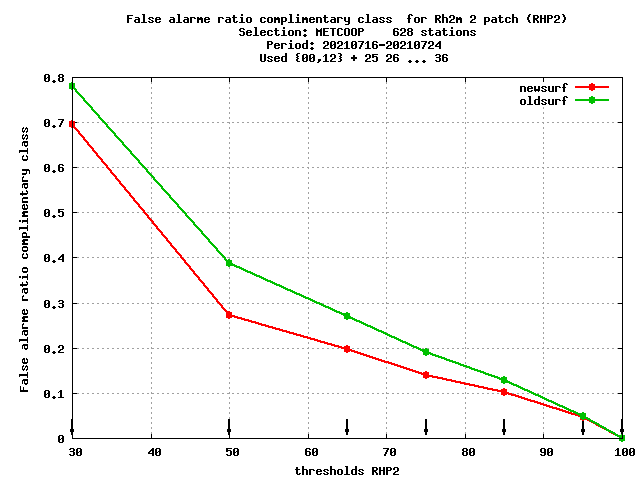 False alarme ratio complimentary class  for Rh2m 2 patch (RHP2)
Selection: METCOOP    628 stations
Period: 20210716-20210724
Used {00,12} + 25 26 ... 36
newsurf
oldsurf
False alarme ratio complimentary class
0.8
0.7
0.6
0.5
0.4
0.3
0.2
0.1
0
30 40 50 60 70 80 90 100
thresholds RHP2